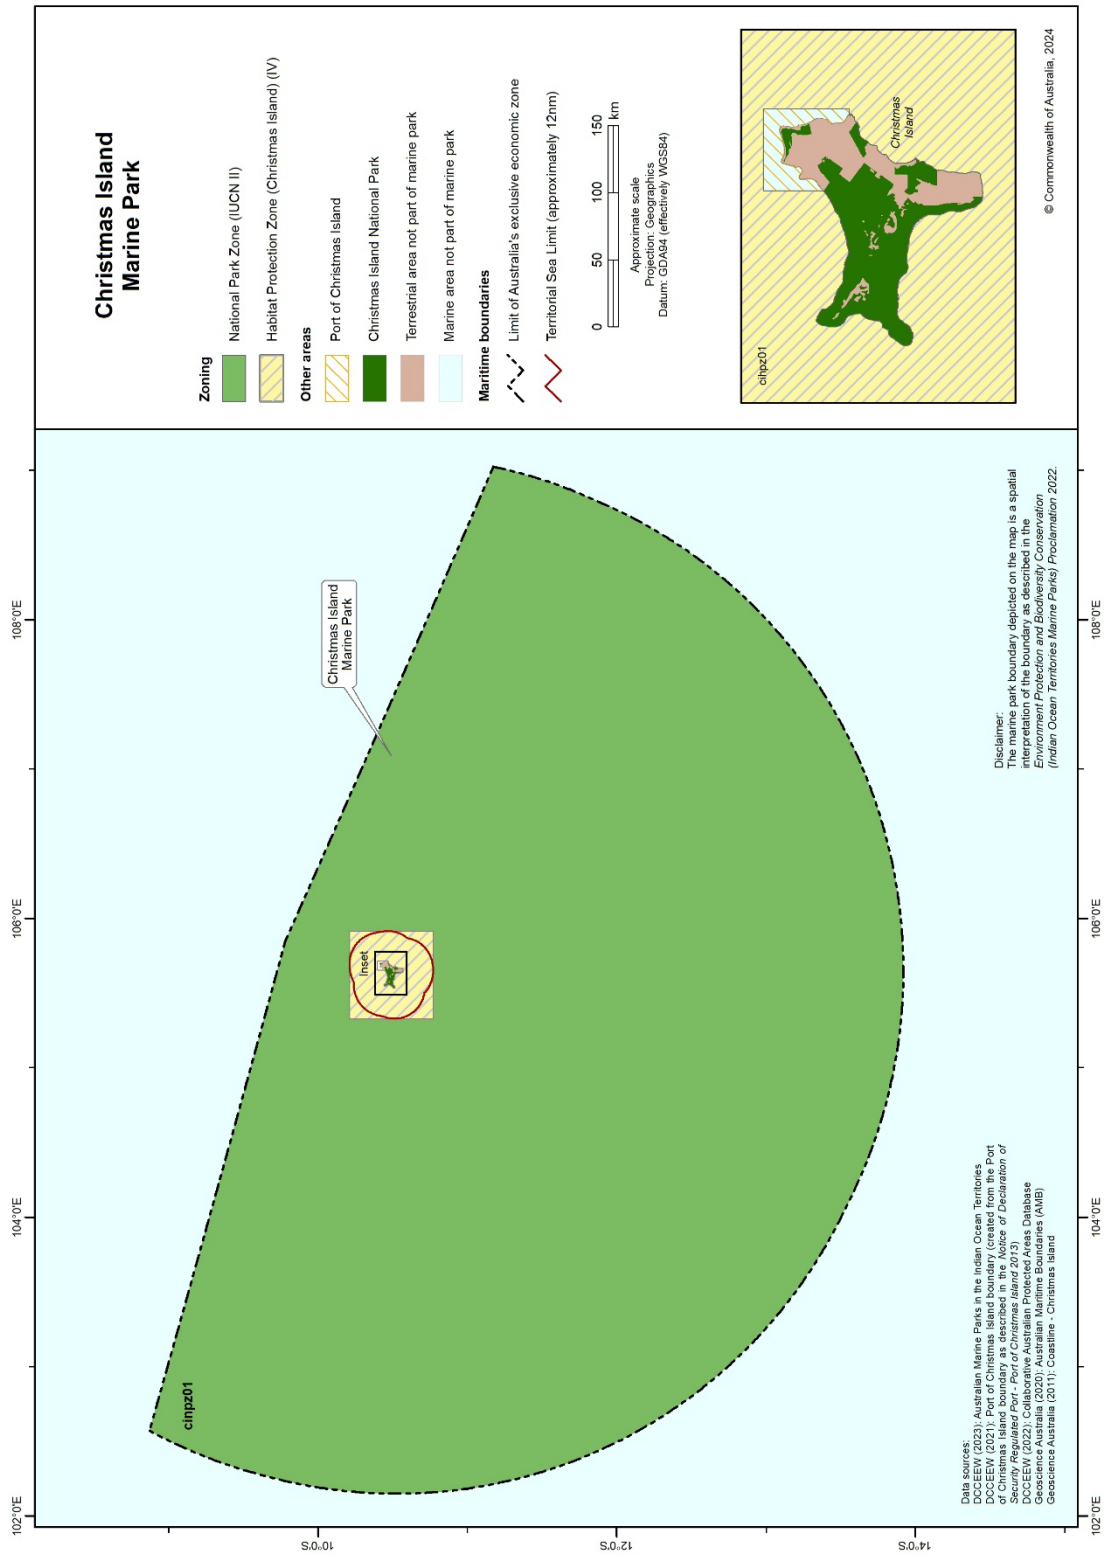 Christmas Island
Marine Park
Zoning
National Park Zone (IUCN II)
Habitat Protection Zone (Christmas Island) (IV)
Other areas
Port of Christmas Island
Christmas Island National Park
Terrestrial area not part of marine park
Marine area not part of marine park
Maritime boundaries
Limit of Australia's exclusive economic zone
Territorial Sea Limit (approximately 12nm)
0 50 100 150
km
Approximate scale
Projection: Geographics
Datum: GDA94 (effectively WGS84)
cihpz01
Christmas
Island
© Commonwealth of Australia, 2024
102°0'E 104°0'E 106°0'E 108°0'E
10°0'S
12°0'S
14°0'S
cinpz01
Christmas Island
Marine Park
Inset
Data sources:
DCCEEW (2023): Australian Marine Parks in the Indian Ocean Territories
DCCEEW (2021): Port of Christmas Island boundary (created from the Port
of Christmas Island boundary as described in the Notice of Declaration of
Security Regulated Port - Port of Christmas Island 2013)
DCCEEW (2022): Collaborative Australian Protected Areas Database
Geoscience Australia (2020): Australian Maritime Boundaries (AMB)
Geoscience Australia (2011): Coastline - Christmas Island
Disclaimer:
The marine park boundary depicted on the map is a spatial
interpretation of the boundary as described in the
Environment Protection and Biodiversity Conservation
(Indian Ocean Territories Marine Parks) Proclamation 2022.
102°0'E 104°0'E 106°0'E 108°0'E